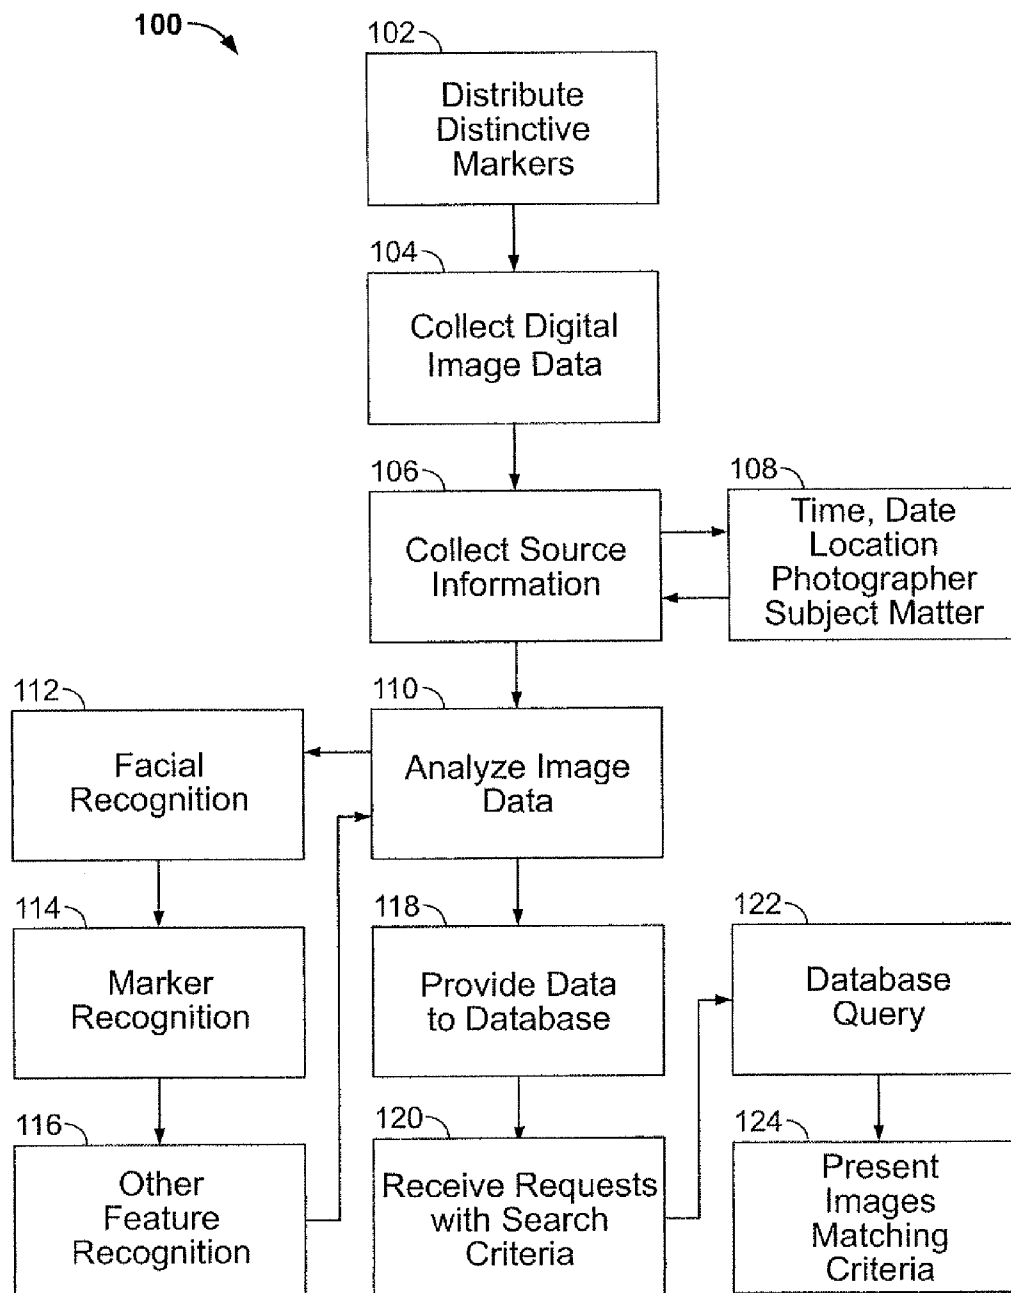 100
102
Distribute
Distinctive
Markers
104
Collect Digital
Image Data
106
Collect Source
Information
108
Time, Date
Location
Photographer
Subject Matter
110
Analyze Image
Data
112
Facial
Recognition
114
Marker
Recognition
116
Other
Feature
Recognition
118
Provide Data
to Database
120
Receive Requests
with Search
Criteria
122
Database
Query
124
Present
Images
Matching
Criteria